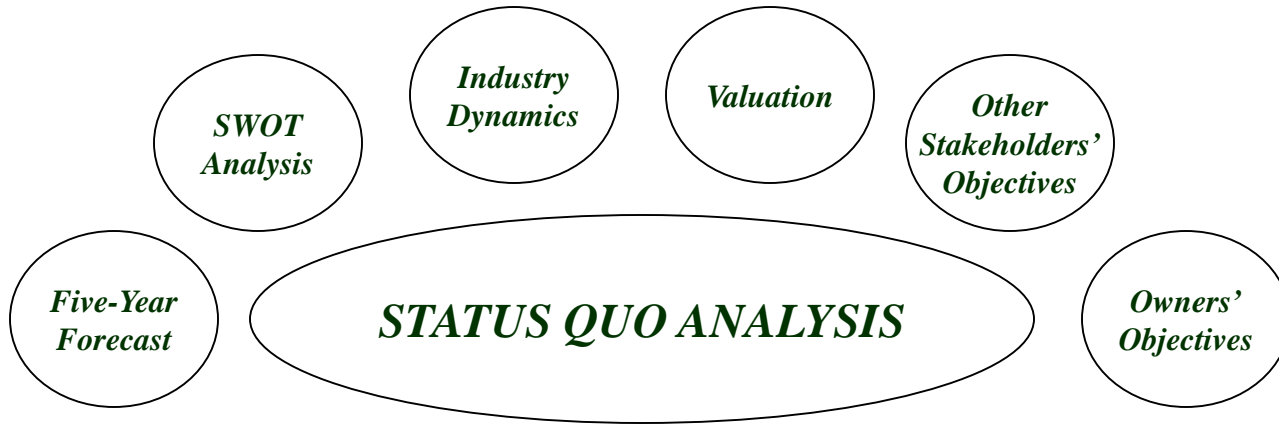 Industry
Dynamics
Valuation
Other
Stakeholders’
Objectives
SWOT
Analysis
Five-Year
Forecast
STATUS QUO ANALYSIS
Owners’
Objectives